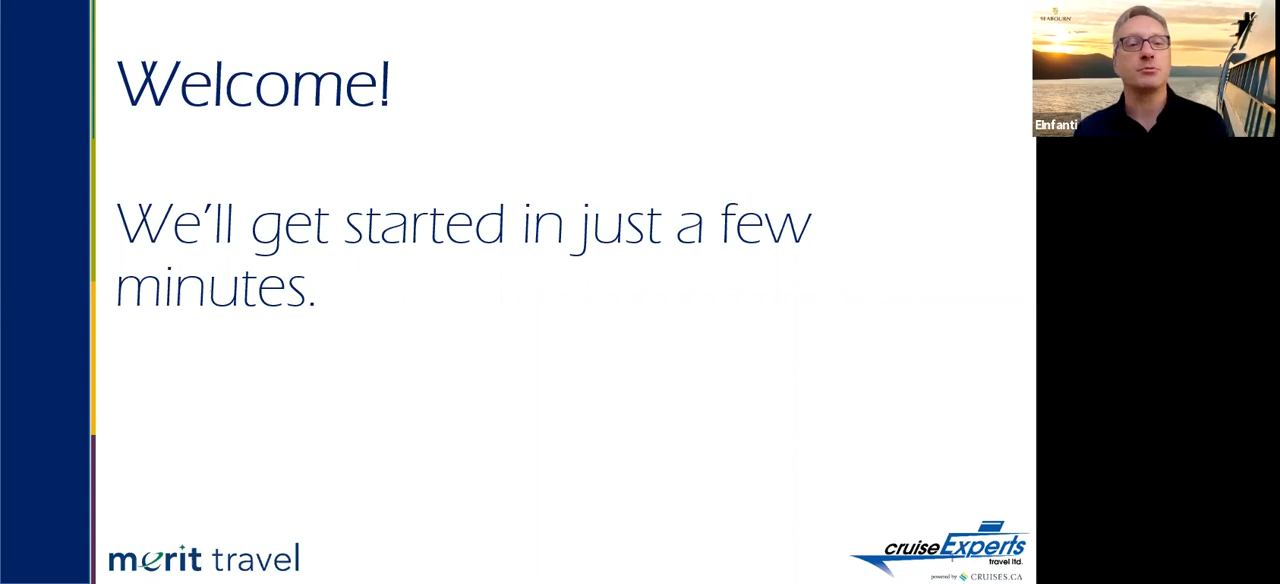 Welcome!
SEABOURN
EInfanti
We'll get started in just a few
minutes.
merit travel
cruiseExperts
travel ltd.
powered by CRUISES.CA